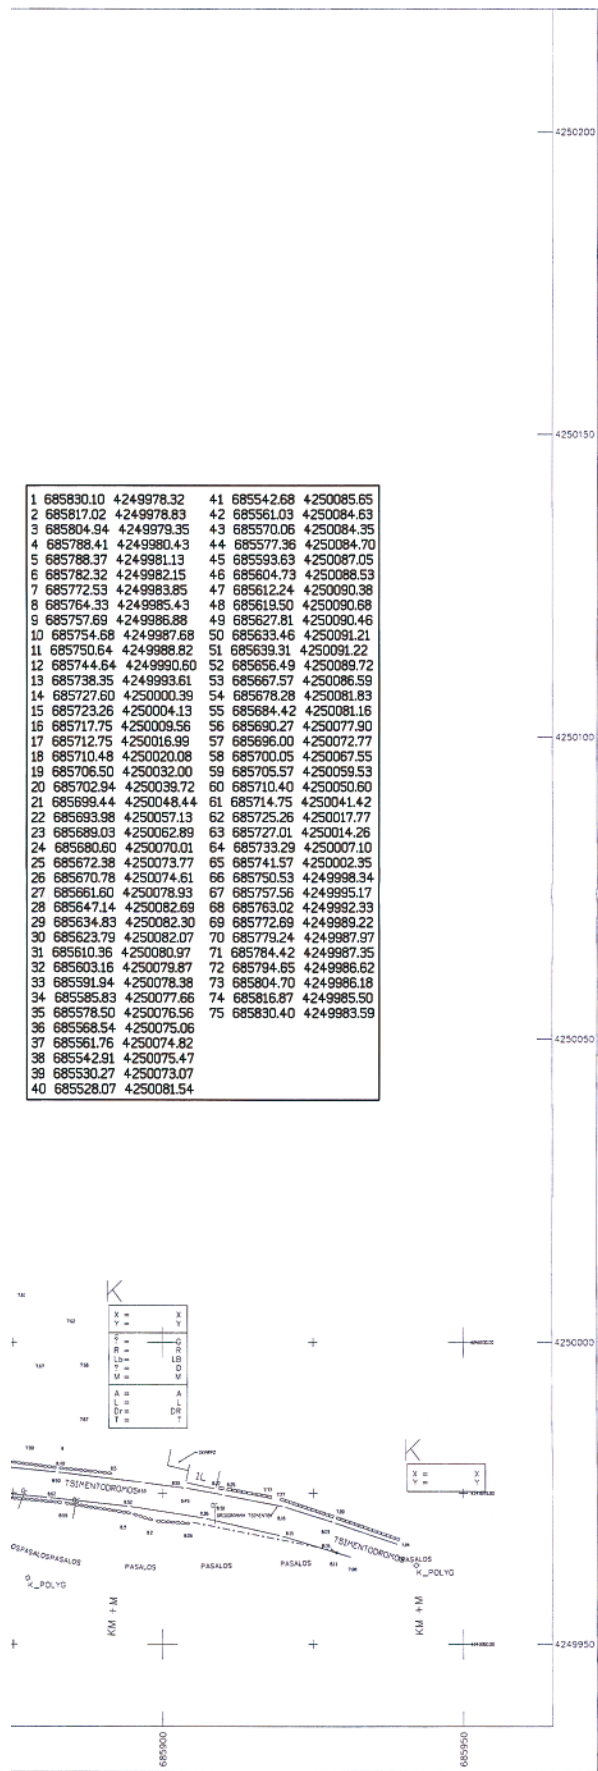 4250200
4250150
1 685830.10 4249978.32 41 685542.68 4250085.65
2 685817.02 4249978.83 42 685561.03 4250084.63
3 685804.94 4249979.35 43 685570.06 4250084.35
4 685788.41 4249980.43 44 685577.36 4250084.70
5 685788.37 4249981.13 45 685593.63 4250087.05
6 685782.32 4249982.15 46 685604.73 4250088.53
7 685772.53 4249983.85 47 685612.24 4250090.38
8 685764.33 4249985.43 48 685619.50 4250090.68
9 685757.69 4249986.88 49 685627.81 4250090.46
10 685754.68 4249987.68 50 685633.46 4250091.21
11 685750.64 4249988.82 51 685639.31 4250091.22
12 685744.64 4249990.60 52 685656.49 4250089.72
13 685738.35 4249993.61 53 685667.57 4250086.59
14 685727.60 4250000.39 54 685678.28 4250081.83
15 685723.26 4250004.13 55 685684.42 4250081.16
16 685717.75 4250009.56 56 685690.27 4250077.90
17 685712.75 4250016.99 57 685696.00 4250072.77
18 685710.48 4250020.08 58 685700.05 4250067.55
19 685706.50 4250032.00 59 685705.57 4250059.53
20 685702.94 4250039.72 60 685710.40 4250050.60
21 685699.44 4250048.44 61 685714.75 4250041.42
22 685693.98 4250057.13 62 685725.26 4250017.77
23 685689.03 4250062.89 63 685727.01 4250014.26
24 685680.60 4250070.01 64 685733.29 4250007.10
25 685672.38 4250073.77 65 685741.57 4250002.35
26 685670.78 4250074.61 66 685750.53 4249998.34
27 685661.60 4250078.93 67 685757.56 4249995.17
28 685647.14 4250082.69 68 685763.02 4249992.33
29 685634.83 4250082.30 69 685772.69 4249989.22
30 685623.79 4250082.07 70 685779.24 4249987.97
31 685610.36 4250080.97 71 685784.42 4249987.35
32 685603.16 4250079.87 72 685794.65 4249986.62
33 685591.94 4250078.38 73 685804.70 4249986.18
34 685585.83 4250077.66 74 685816.87 4249985.50
35 685578.50 4250076.56 75 685830.40 4249983.59
36 685568.54 4250075.06
37 685561.76 4250074.82
38 685542.91 4250075.47
39 685530.27 4250073.07
40 685528.07 4250081.54
4250100
4250050
K
X = X
Y = Y
? = G
R = R
Lb= LB
? = D
M = M
A = A
L = L
Dr= DR
T = T
4250000
K
X = X
Y = Y
TSIMENTODROMOS
TSIMENTODROMOS
OSPASALOSPASALOS
PASALOS
PASALOS
PASALOS
PASALOS
K_POLYG
K_POLYG
KM +M
KM +M
4249950
685900
685950